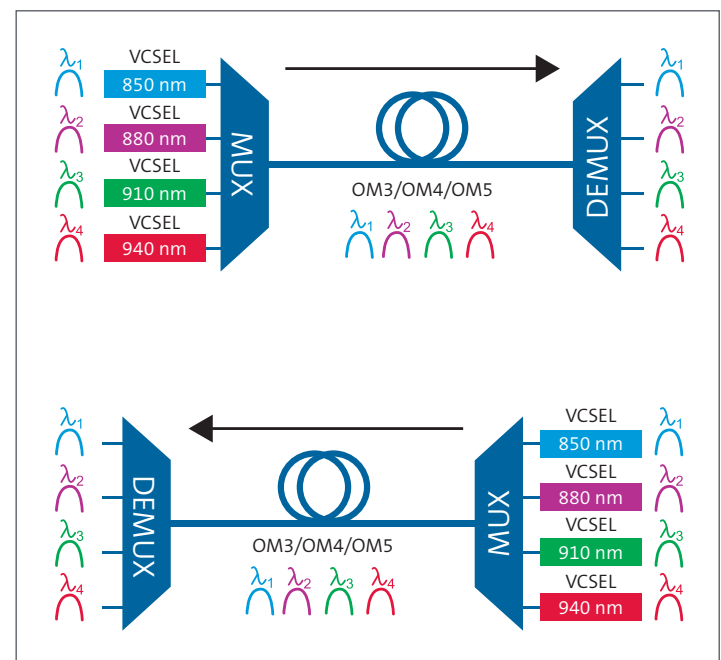 λ1 VCSEL λ1
850 nm
λ2 VCSEL λ2
880 nm
MUX DEMUX
λ3 VCSEL OM3/OM4/OM5 λ3
910 nm
λ1 λ2 λ3 λ4
λ4 VCSEL λ4
940 nm
λ1 VCSEL λ1
850 nm
λ2 VCSEL λ2
880 nm
DEMUX MUX
λ3 OM3/OM4/OM5 VCSEL λ3
910 nm
λ1 λ2 λ3 λ4
λ4 VCSEL λ4
940 nm